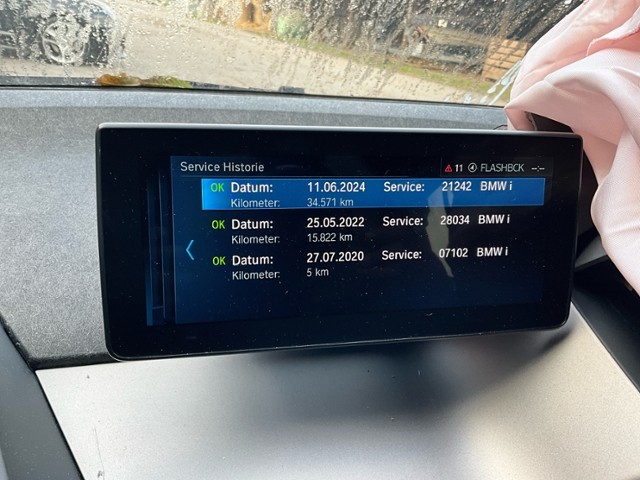 Service Historie 11 4 FLASHBCK --:--
OK Datum: 11.06.2024 Service: 21242 BMW i
Kilometer: 34.571 km
OK Datum: 25.05.2022 Service: 28034 BMW i
Kilometer: 15.822 km
OK Datum: 27.07.2020 Service: 07102 BMW i
Kilometer: 5 km